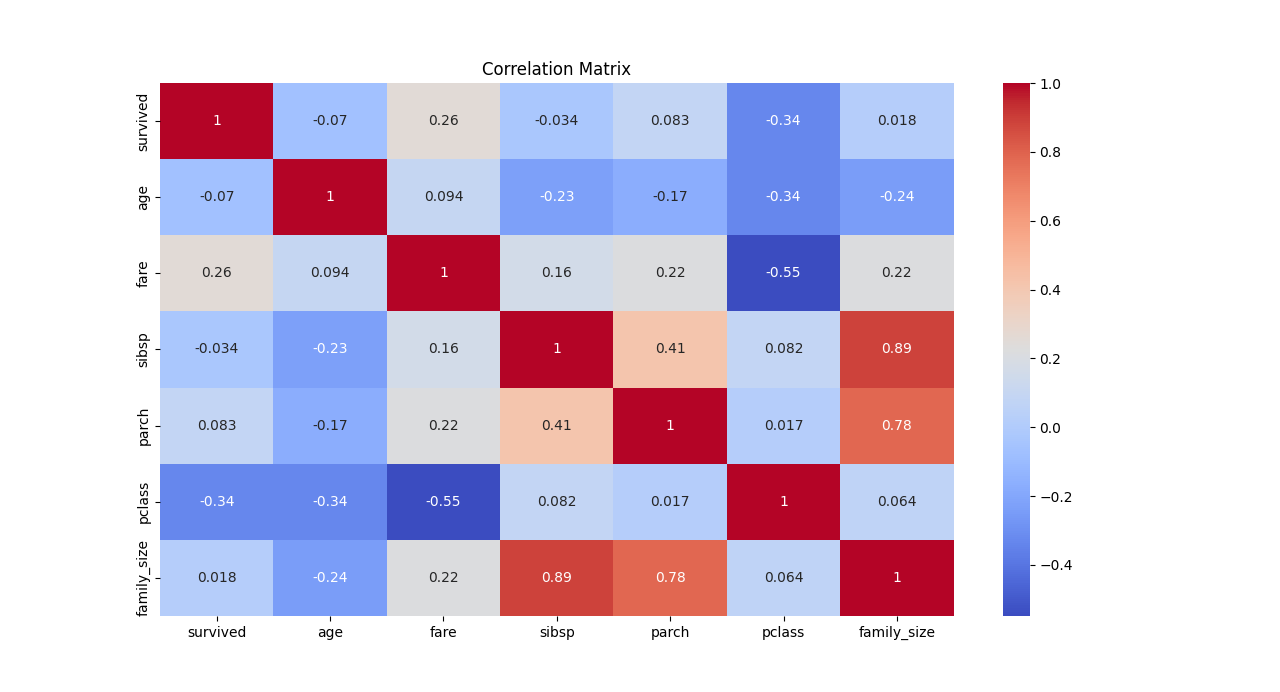 Correlation Matrix
survived 1 -0.07 0.26 -0.034 0.083 -0.34 0.018
age -0.07 1 0.094 -0.23 -0.17 -0.34 -0.24
fare 0.26 0.094 1 0.16 0.22 -0.55 0.22
sibsp -0.034 -0.23 0.16 1 0.41 0.082 0.89
parch 0.083 -0.17 0.22 0.41 1 0.017 0.78
pclass -0.34 -0.34 -0.55 0.082 0.017 1 0.064
family_size 0.018 -0.24 0.22 0.89 0.78 0.064 1
survived age fare sibsp parch pclass family_size
1.0
0.8
0.6
0.4
0.2
0.0
−0.2
−0.4